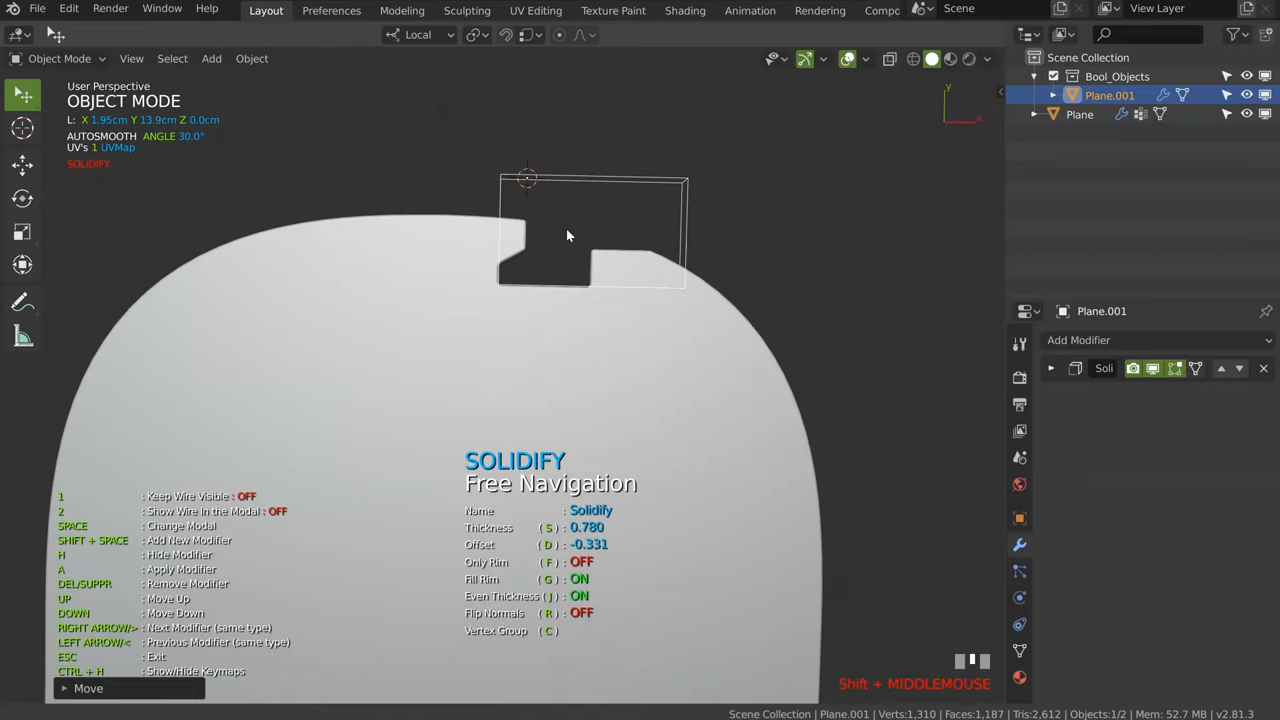 File Edit Render Window Help Layout Preferences Modeling Sculpting UV Editing Texture Paint Shading Animation Rendering Compc Scene View Layer
Local
Object Mode View Select Add Object
Scene Collection
Bool_Objects
Plane.001
Plane
User Perspective
OBJECT MODE
L: X 1.95cm Y 13.9cm Z 0.0cm
AUTOSMOOTH ANGLE 30.0°
UV's 1 UVMap
SOLIDIFY
y
x
Plane.001
Add Modifier
Soli
SOLIDIFY
Free Navigation
Name : Solidify
Thickness ( S ) : 0.780
Offset ( D ) : -0.331
Only Rim ( F ) : OFF
Fill Rim ( G ) : ON
Even Thickness ( J ) : ON
Flip Normals ( R ) : OFF
Vertex Group ( C )
1 : Keep Wire Visible : OFF
2 : Show Wire In the Modal : OFF
SPACE : Change Modal
SHIFT + SPACE : Add New Modifier
H : Hide Modifier
A : Apply Modifier
DEL/SUPPR : Remove Modifier
UP : Move Up
DOWN : Move Down
RIGHT ARROW/> : Next Modifier (same type)
LEFT ARROW/< : Previous Modifier (same type)
ESC : Exit
CTRL + H : Show/Hide Keymaps
Move
Shift + MIDDLEMOUSE
Scene Collection | Plane.001 | Verts:1,310 | Faces:1,187 | Tris:2,612 | Objects:1/2 | Mem: 52.7 MB | v2.81.3